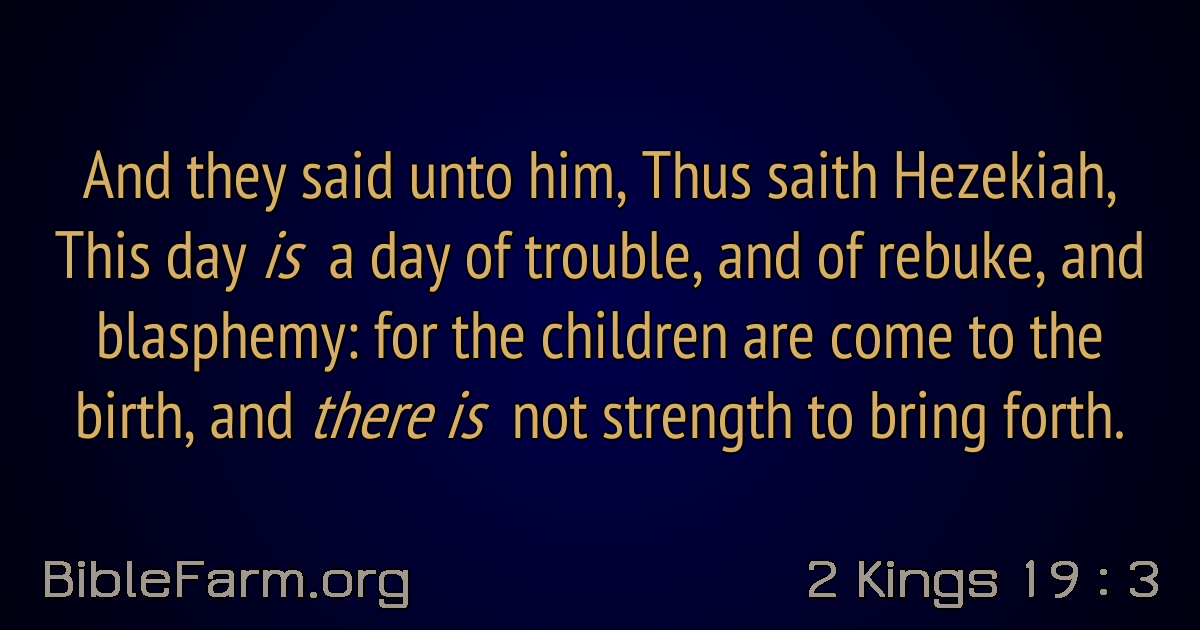 And they said unto him, Thus saith Hezekiah,
This day is a day of trouble, and of rebuke, and
blasphemy: for the children are come to the
birth, and there is not strength to bring forth.
BibleFarm.org
2 Kings 19 : 3